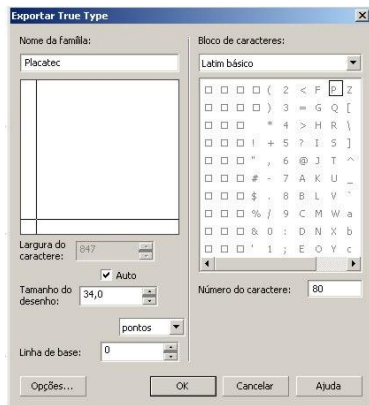 Exportar True Type
Nome da família:
Placatec
Bloco de caracteres:
Latim básico
( 2 < F P Z
) 3 = G Q [
* 4 > H R \
! + 5 ? I S ]
" , 6 @ J T ^
# - 7 A K U _
$ . 8 B L V `
% / 9 C M W a
& 0 : D N X b
' 1 ; E O Y c
Largura do caractere:
847
Auto
Tamanho do desenho:
34,0
pontos
Linha de base:
0
Número do caractere:
80
Opções...
OK
Cancelar
Ajuda